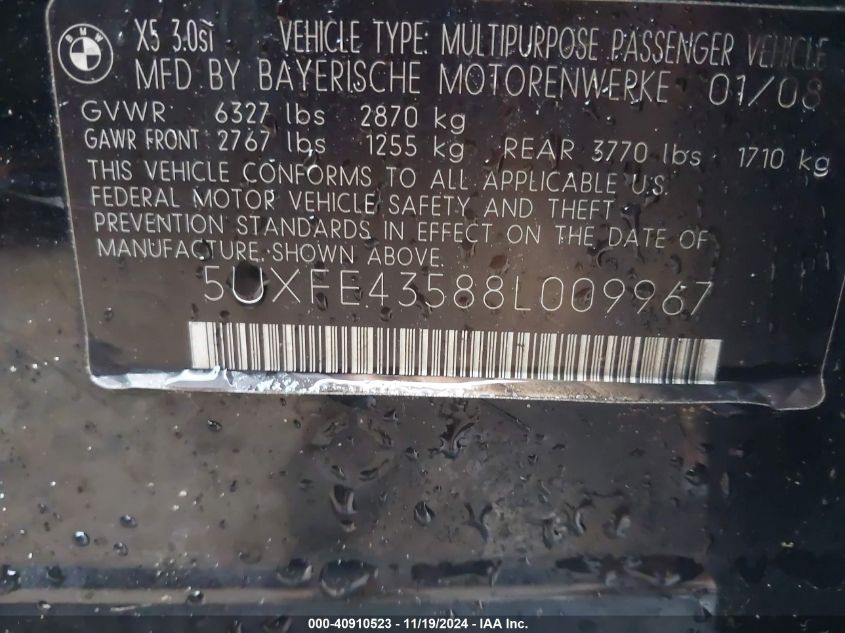 BMW X5 3.0si VEHICLE TYPE: MULTIPURPOSE PASSENGER VEHICLE
MFD BY BAYERISCHE MOTORENWERKE 01/08
GVWR 6327 lbs 2870 kg
GAWR FRONT 2767 lbs 1255 kg, REAR 3770 lbs 1710 kg
THIS VEHICLE CONFORMS TO ALL APPLICABLE U.S.
FEDERAL MOTOR VEHICLE SAFETY AND THEFT
PREVENTION STANDARDS IN EFFECT ON THE DATE OF
MANUFACTURE SHOWN ABOVE.
5UXFE43588L009967
000-40910523 - 11/19/2024 - IAA Inc.